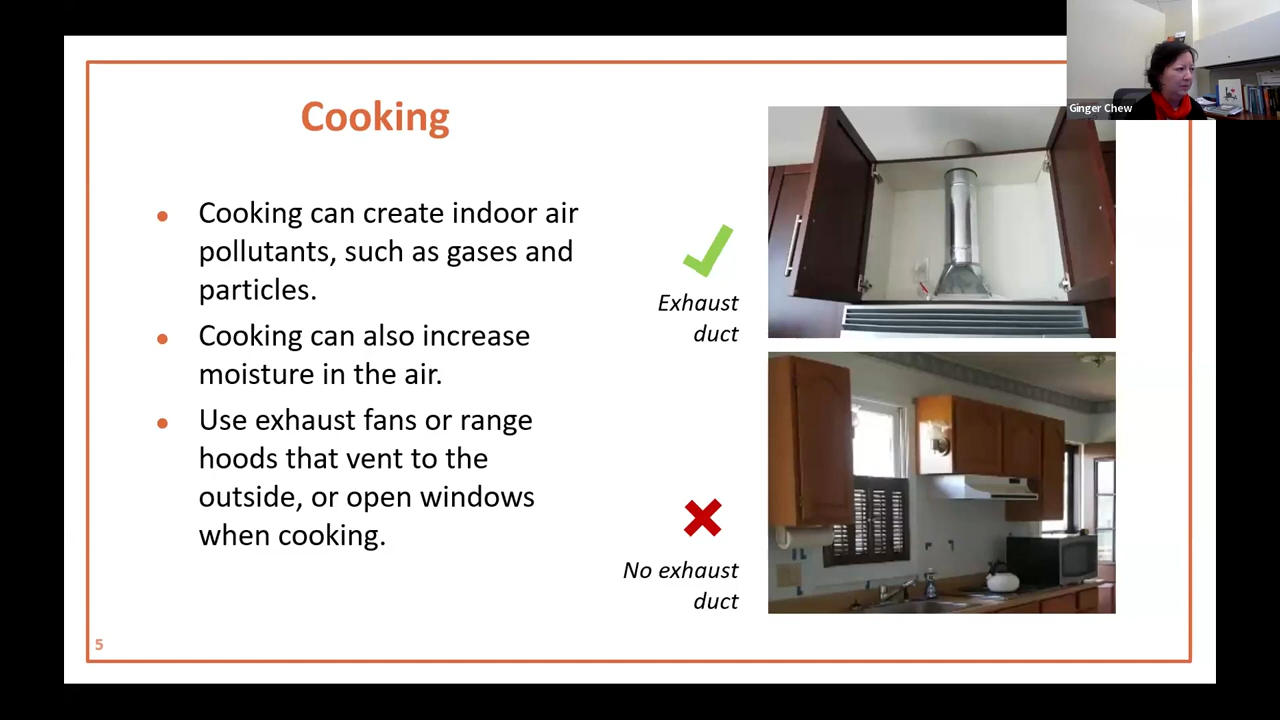 Ginger Chew
Cooking
Cooking can create indoor air
pollutants, such as gases and
particles.
Cooking can also increase
moisture in the air.
Use exhaust fans or range
hoods that vent to the
outside, or open windows
when cooking.
Exhaust
duct
No exhaust
duct
5